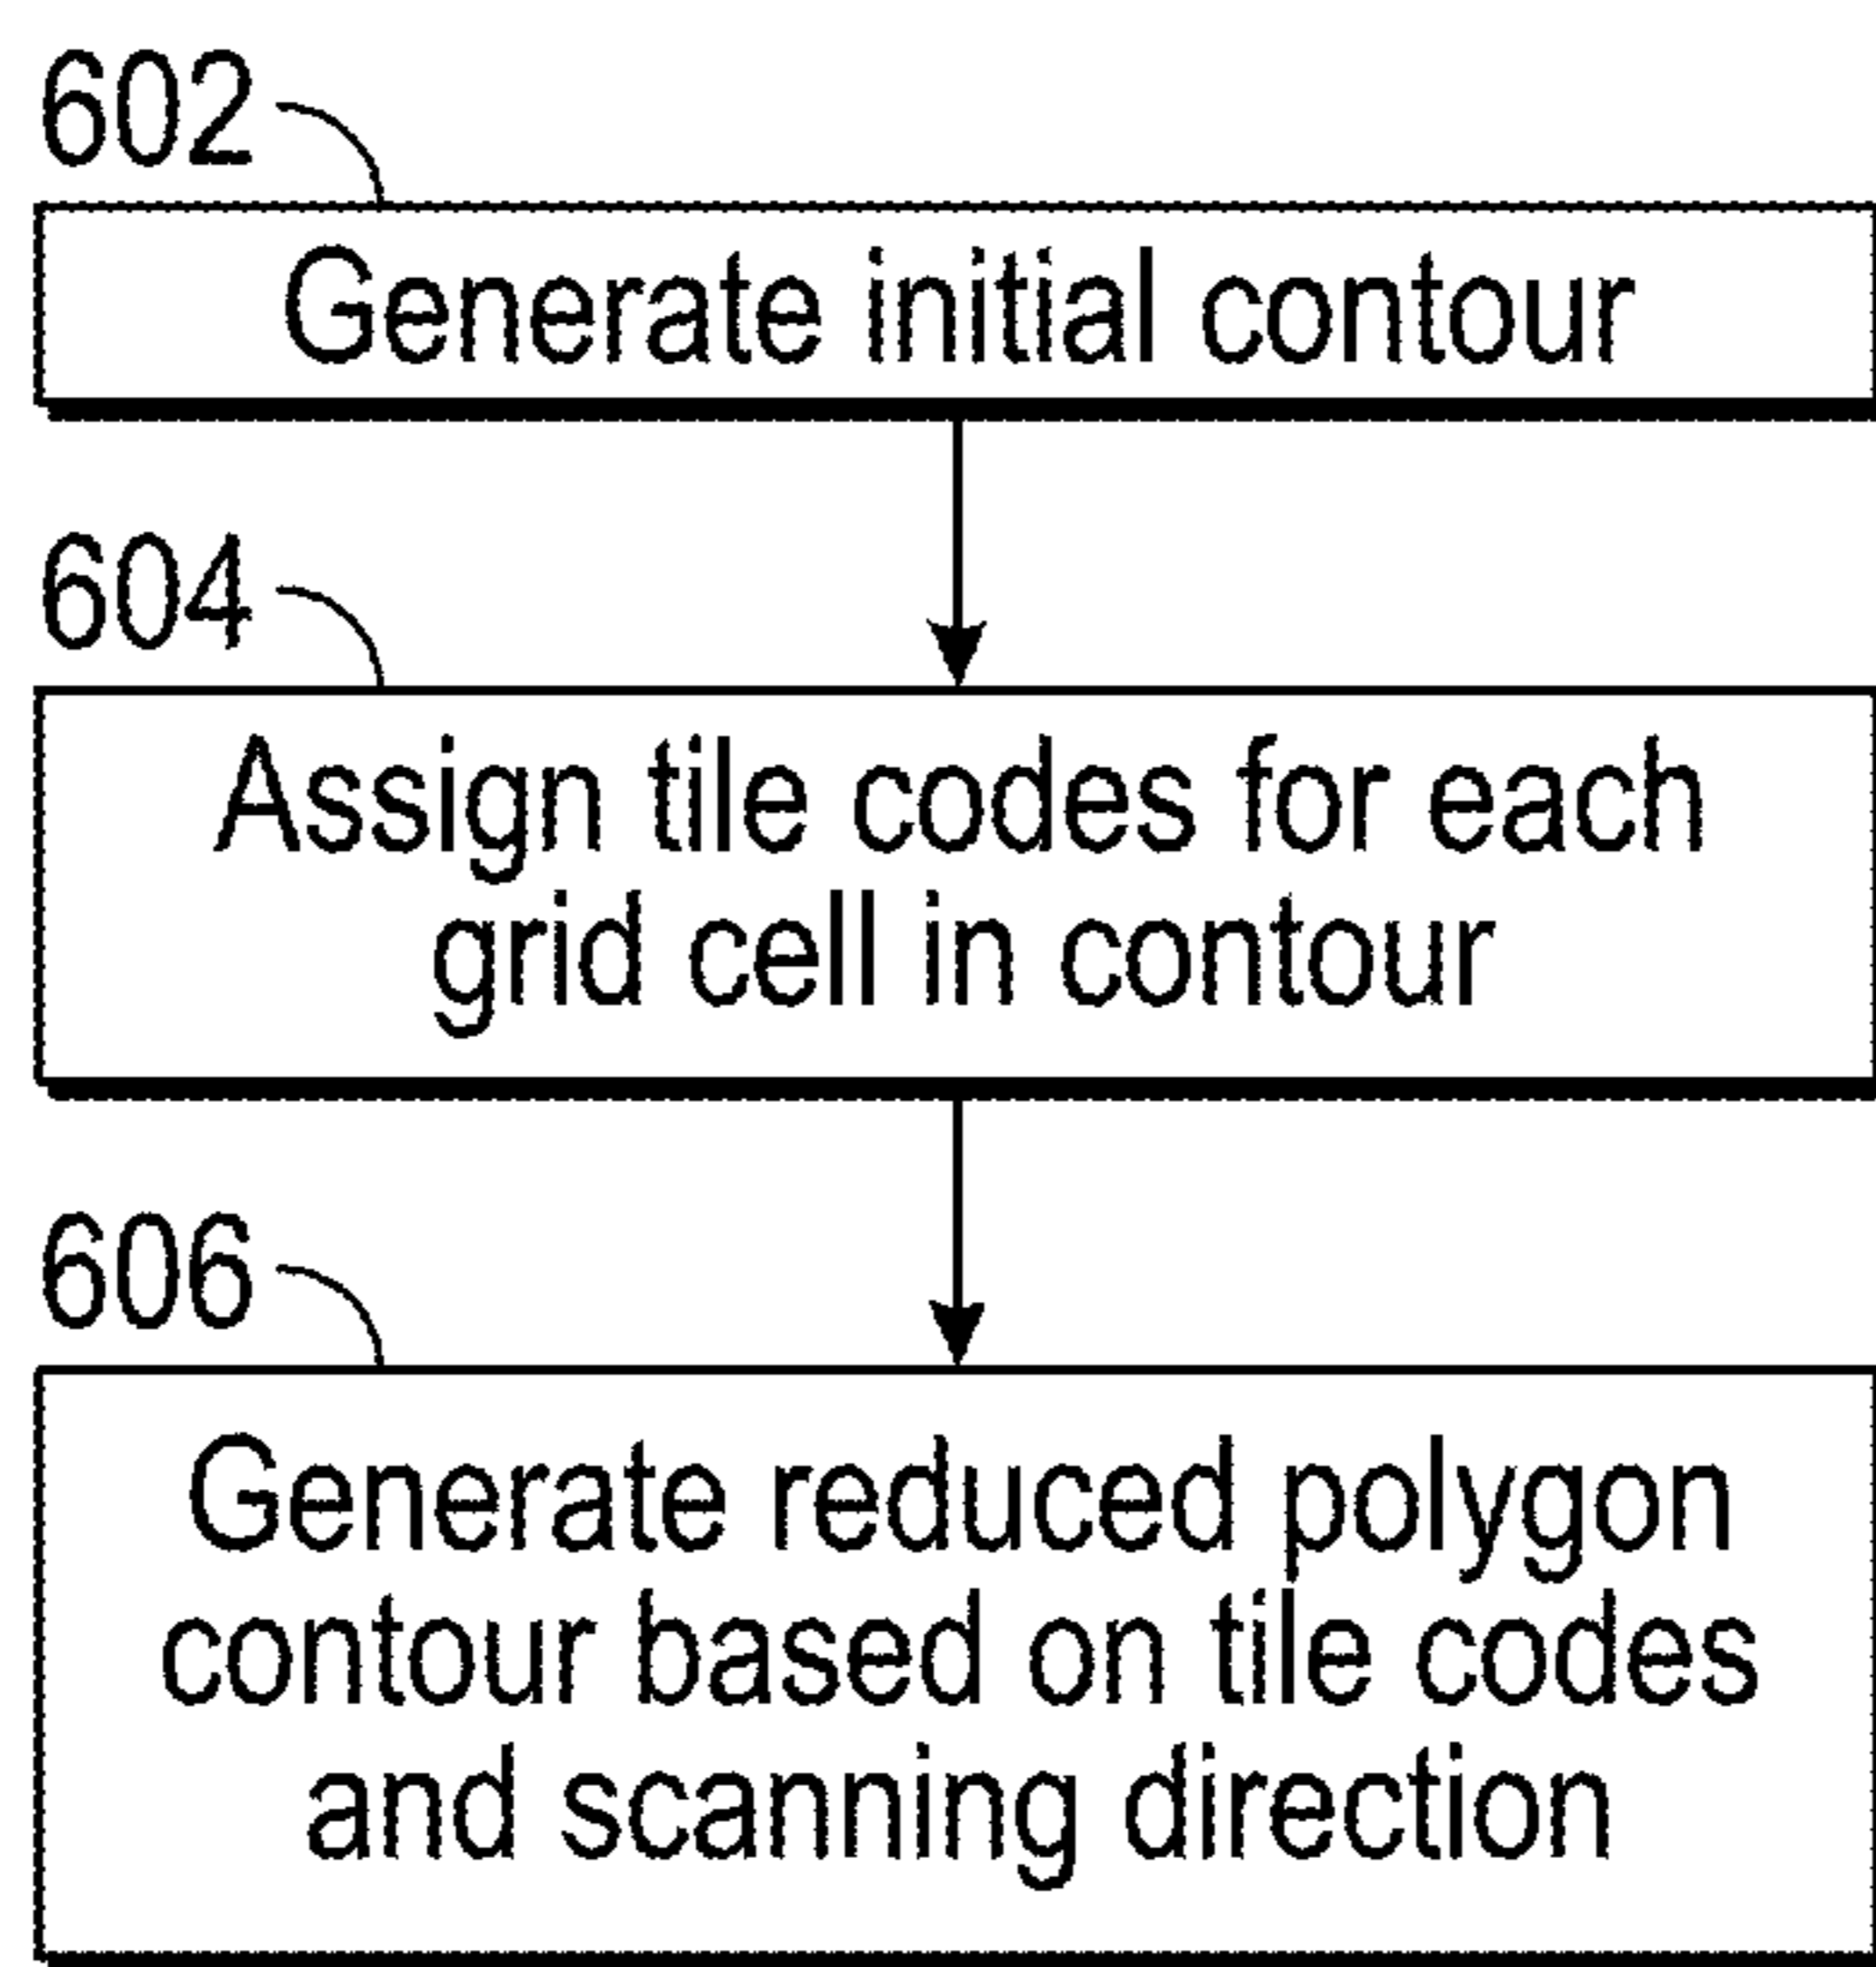 602
Generate initial contour
604
Assign tile codes for each
grid cell in contour
606
Generate reduced polygon
contour based on tile codes
and scanning direction